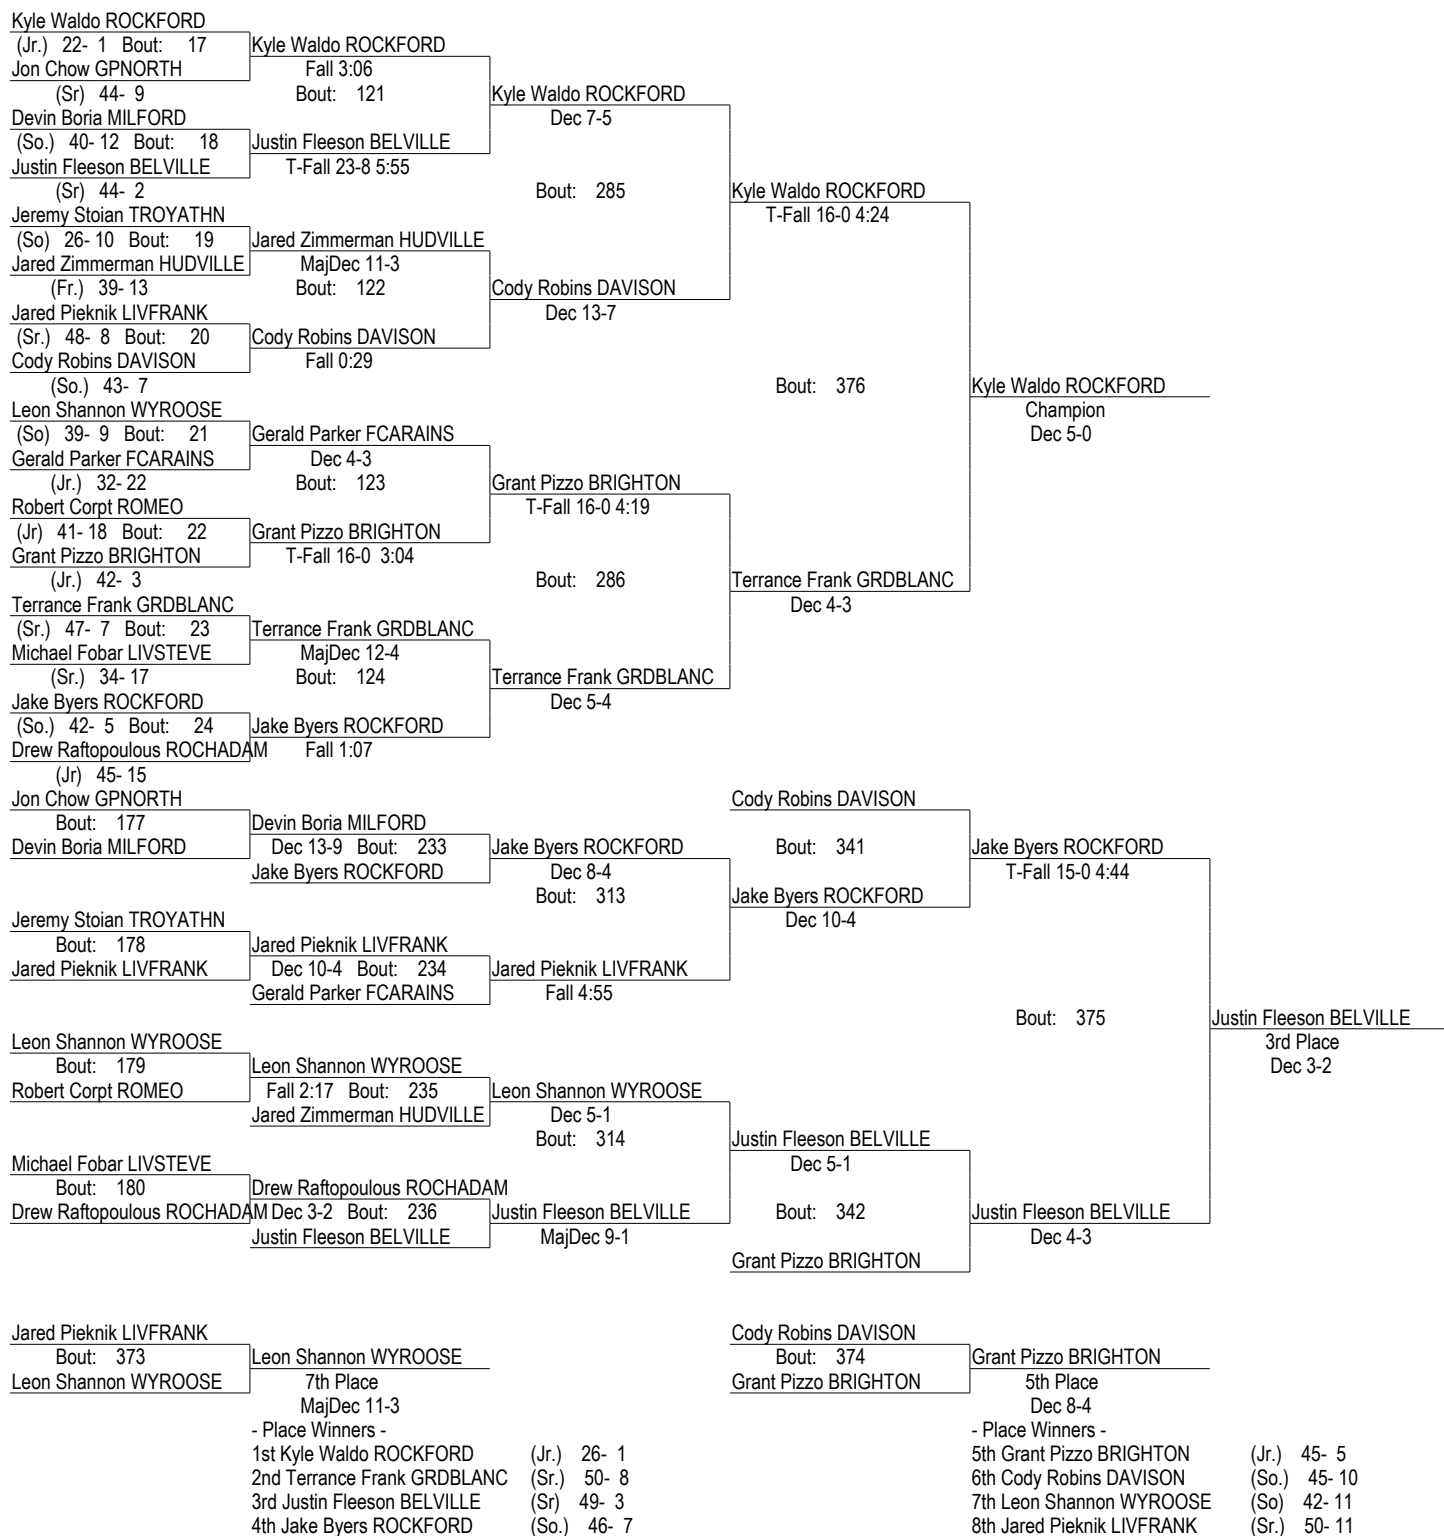 Kyle Waldo ROCKFORD
(Jr.) 22- 1 Bout: 17 Kyle Waldo ROCKFORD
Jon Chow GPNORTH Fall 3:06
(Sr) 44- 9 Bout: 121 Kyle Waldo ROCKFORD
Devin Boria MILFORD Dec 7-5
(So.) 40- 12 Bout: 18 Justin Fleeson BELVILLE
Justin Fleeson BELVILLE T-Fall 23-8 5:55
(Sr) 44- 2 Bout: 285 Kyle Waldo ROCKFORD
Jeremy Stoian TROYATHN T-Fall 16-0 4:24
(So) 26- 10 Bout: 19 Jared Zimmerman HUDVILLE
Jared Zimmerman HUDVILLE MajDec 11-3
(Fr.) 39- 13 Bout: 122 Cody Robins DAVISON
Jared Pieknik LIVFRANK Dec 13-7
(Sr.) 48- 8 Bout: 20 Cody Robins DAVISON
Cody Robins DAVISON Fall 0:29
(So.) 43- 7 Bout: 376 Kyle Waldo ROCKFORD
Leon Shannon WYROOSE Champion
(So) 39- 9 Bout: 21 Gerald Parker FCARAINS Dec 5-0
Gerald Parker FCARAINS Dec 4-3
(Jr.) 32- 22 Bout: 123 Grant Pizzo BRIGHTON
Robert Corpt ROMEO T-Fall 16-0 4:19
(Jr) 41- 18 Bout: 22 Grant Pizzo BRIGHTON
Grant Pizzo BRIGHTON T-Fall 16-0 3:04
(Jr.) 42- 3 Bout: 286 Terrance Frank GRDBLANC
Terrance Frank GRDBLANC Dec 4-3
(Sr.) 47- 7 Bout: 23 Terrance Frank GRDBLANC
Michael Fobar LIVSTEVE MajDec 12-4
(Sr.) 34- 17 Bout: 124 Terrance Frank GRDBLANC
Jake Byers ROCKFORD Dec 5-4
(So.) 42- 5 Bout: 24 Jake Byers ROCKFORD
Drew Raftopoulous ROCHADAM Fall 1:07
(Jr) 45- 15
Jon Chow GPNORTH Cody Robins DAVISON
Bout: 177 Devin Boria MILFORD
Devin Boria MILFORD Dec 13-9 Bout: 233 Jake Byers ROCKFORD Bout: 341 Jake Byers ROCKFORD
Jake Byers ROCKFORD Dec 8-4 T-Fall 15-0 4:44
Bout: 313 Jake Byers ROCKFORD
Jeremy Stoian TROYATHN Dec 10-4
Bout: 178 Jared Pieknik LIVFRANK
Jared Pieknik LIVFRANK Dec 10-4 Bout: 234 Jared Pieknik LIVFRANK
Gerald Parker FCARAINS Fall 4:55
Bout: 375 Justin Fleeson BELVILLE
Leon Shannon WYROOSE 3rd Place
Bout: 179 Leon Shannon WYROOSE Dec 3-2
Robert Corpt ROMEO Fall 2:17 Bout: 235 Leon Shannon WYROOSE
Jared Zimmerman HUDVILLE Dec 5-1
Bout: 314 Justin Fleeson BELVILLE
Michael Fobar LIVSTEVE Dec 5-1
Bout: 180 Drew Raftopoulous ROCHADAM
Drew Raftopoulous ROCHADAM Dec 3-2 Bout: 236 Justin Fleeson BELVILLE Bout: 342 Justin Fleeson BELVILLE
Justin Fleeson BELVILLE MajDec 9-1 Dec 4-3
Grant Pizzo BRIGHTON
Jared Pieknik LIVFRANK Cody Robins DAVISON
Bout: 373 Leon Shannon WYROOSE Bout: 374 Grant Pizzo BRIGHTON
Leon Shannon WYROOSE 7th Place Grant Pizzo BRIGHTON 5th Place
MajDec 11-3 Dec 8-4
- Place Winners - - Place Winners -
1st Kyle Waldo ROCKFORD (Jr.) 26- 1 5th Grant Pizzo BRIGHTON (Jr.) 45- 5
2nd Terrance Frank GRDBLANC (Sr.) 50- 8 6th Cody Robins DAVISON (So.) 45- 10
3rd Justin Fleeson BELVILLE (Sr) 49- 3 7th Leon Shannon WYROOSE (So) 42- 11
4th Jake Byers ROCKFORD (So.) 46- 7 8th Jared Pieknik LIVFRANK (Sr.) 50- 11